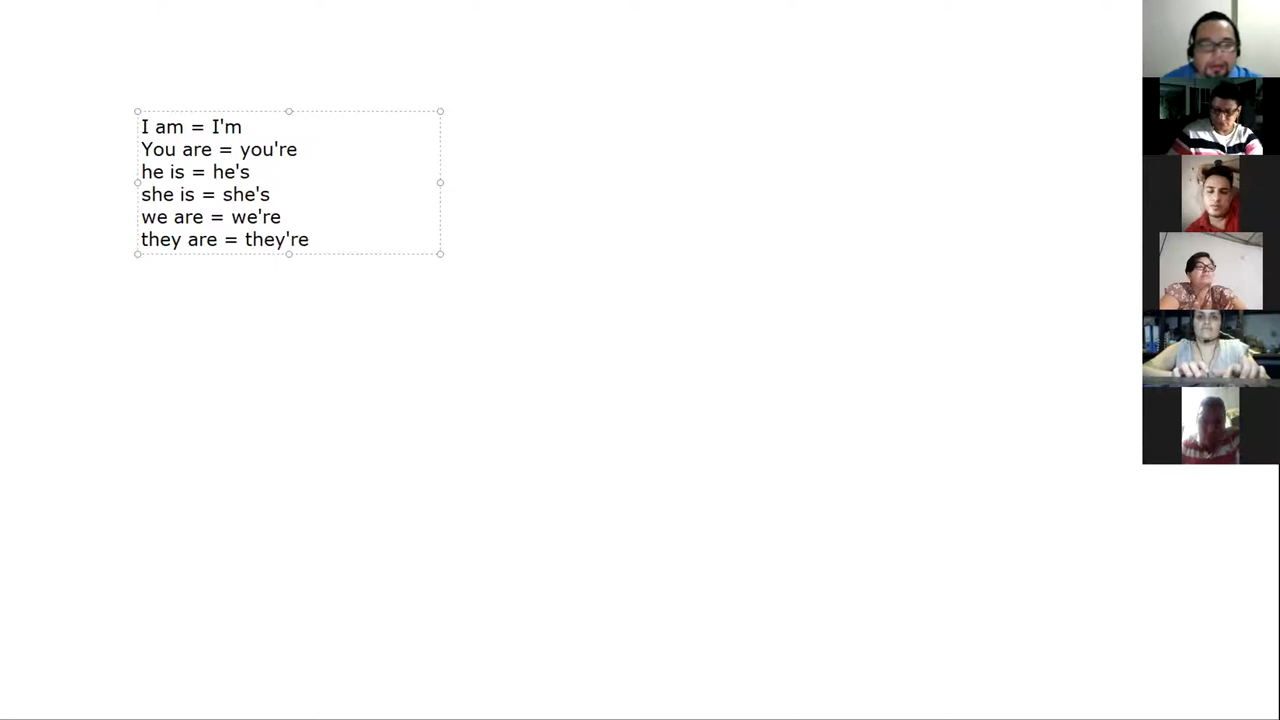 I am = I'm
You are = you're
he is = he's
she is = she's
we are = we're
they are = they're